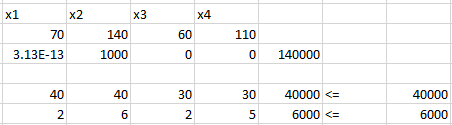 x1 x2 x3 x4
70 140 60 110
3.13E-13 1000 0 0 140000
40 40 30 30 40000 <= 40000
2 6 2 5 6000 <= 6000